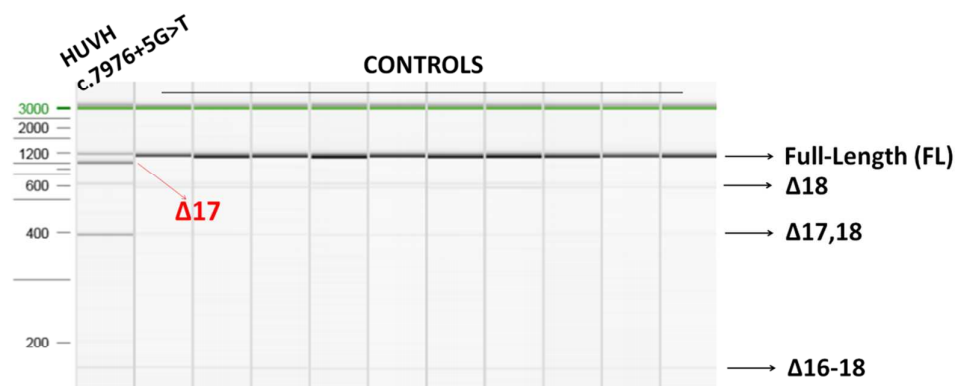 HUVH
c.7976+5G>T
CONTROLS
3000
2000
1200
600
400
200
Δ17
Full-Length (FL)
Δ18
Δ17,18
Δ16-18